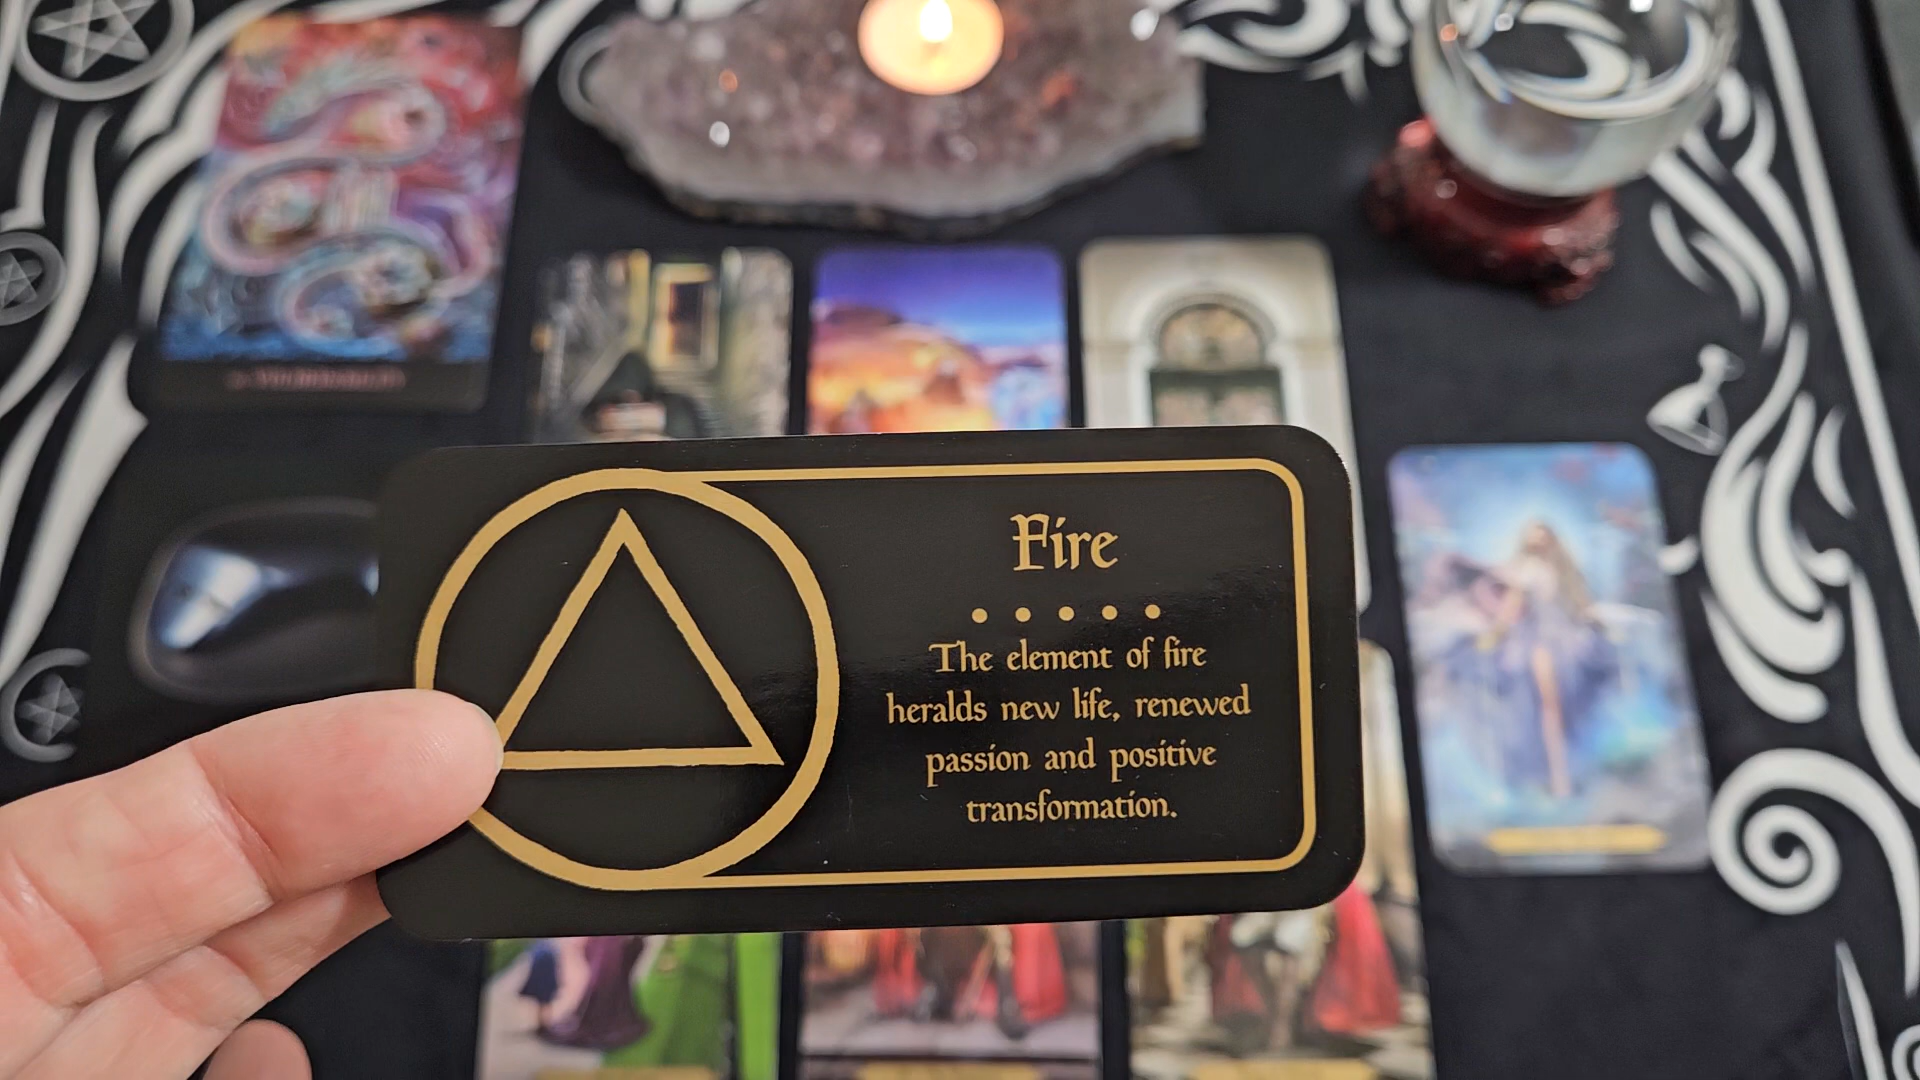 Fire
The element of fire
heralds new life, renewed
passion and positive
transformation.